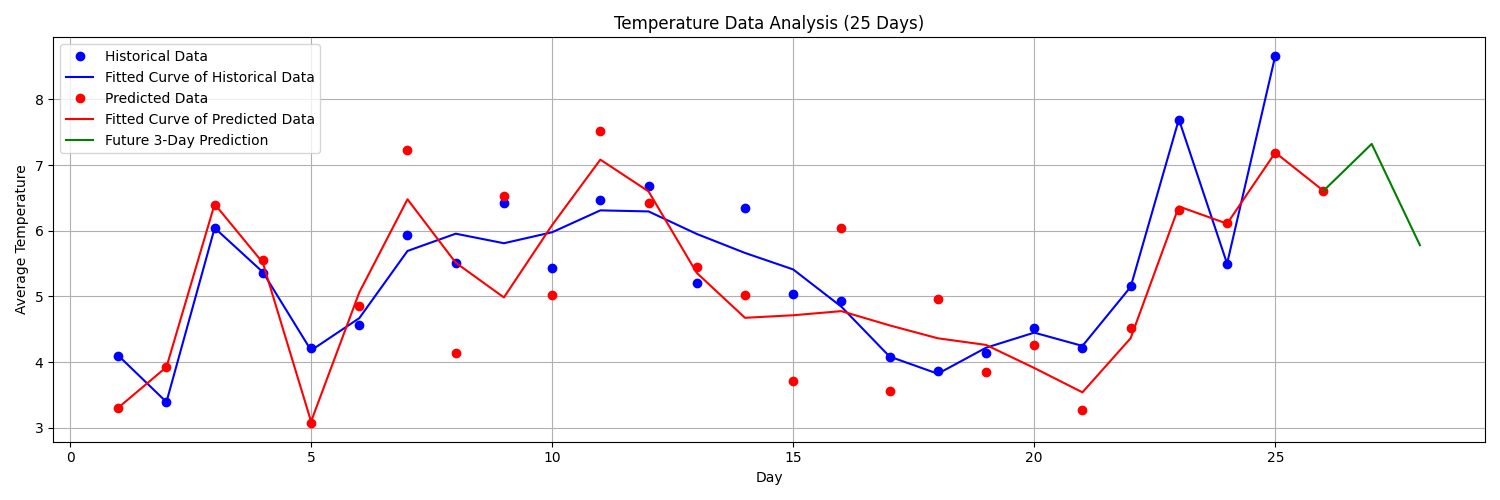 Temperature Data Analysis (25 Days)
Historical Data
Fitted Curve of Historical Data
Predicted Data
Fitted Curve of Predicted Data
Future 3-Day Prediction
Average Temperature
8
7
6
5
4
3
0 5 10 15 20 25
Day